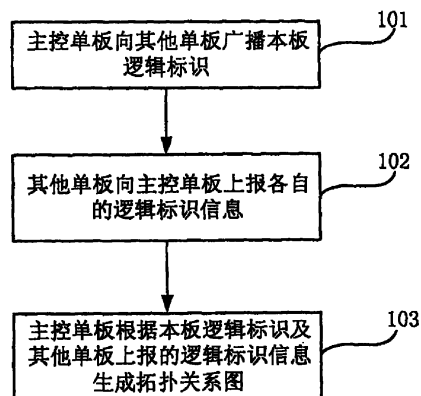 101
主控单板向其他单板广播本板
逻辑标识
102
其他单板向主控单板上报各自
的逻辑标识信息
103
主控单板根据本板逻辑标识及
其他单板上报的逻辑标识信息
生成拓扑关系图